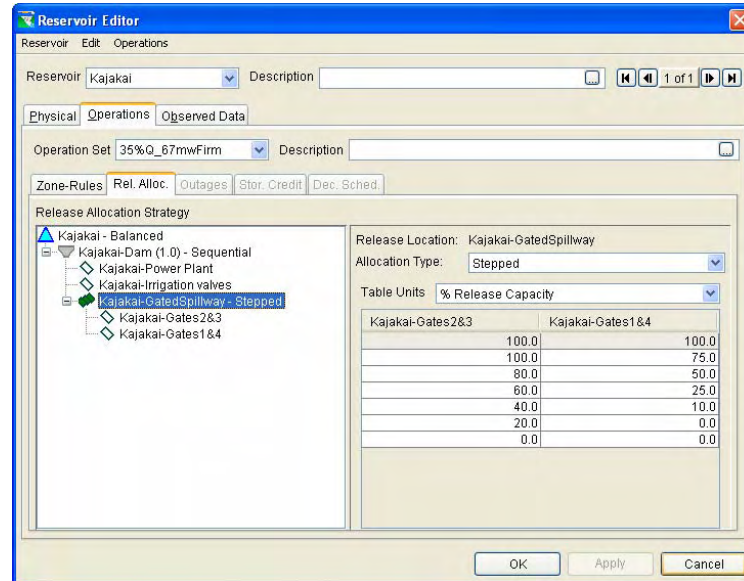 Reservoir Editor
Reservoir Edit Operations
Reservoir Kajakai Description ... 1 of 1
Physical Operations Observed Data
Operation Set 35%Q_67mwFirm Description ...
Zone-Rules Rel. Alloc. Outages Stor. Credit Dec. Sched.
Release Allocation Strategy
Kajakai - Balanced
Kajakai-Dam (1.0) - Sequential
Kajakai-Power Plant
Kajakai-Irrigation valves
Kajakai-GatedSpillway - Stepped
Kajakai-Gates2&3
Kajakai-Gates1&4
Release Location: Kajakai-GatedSpillway
Allocation Type: Stepped
Table Units % Release Capacity
Kajakai-Gates2&3 Kajakai-Gates1&4
100.0 100.0
100.0 75.0
80.0 50.0
60.0 25.0
40.0 10.0
20.0 0.0
0.0 0.0
OK Apply Cancel